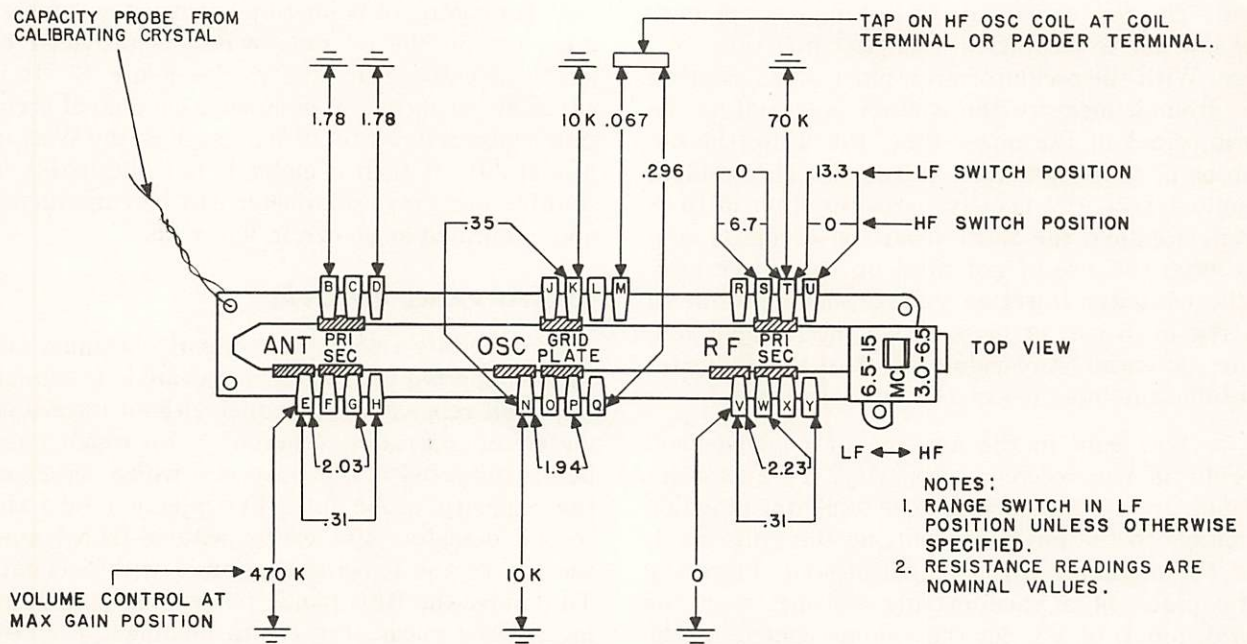 CAPACITY PROBE FROM
CALIBRATING CRYSTAL
TAP ON HF OSC COIL AT COIL
TERMINAL OR PADDER TERMINAL.
1.78 1.78 10 K .067 70 K
.296
0 13.3 LF SWITCH POSITION
.35 6.7 0 HF SWITCH POSITION
B C D J K L M R S T U
ANT PRI SEC OSC GRID PLATE RF PRI SEC
6.5-15
MC
3.0-6.5
TOP VIEW
E F G H N O P Q V W X Y
2.03 1.94 2.23
.31 .31
LF HF
470 K 10 K 0
VOLUME CONTROL AT
MAX GAIN POSITION
NOTES:
1. RANGE SWITCH IN LF
POSITION UNLESS OTHERWISE
SPECIFIED.
2. RESISTANCE READINGS ARE
NOMINAL VALUES.